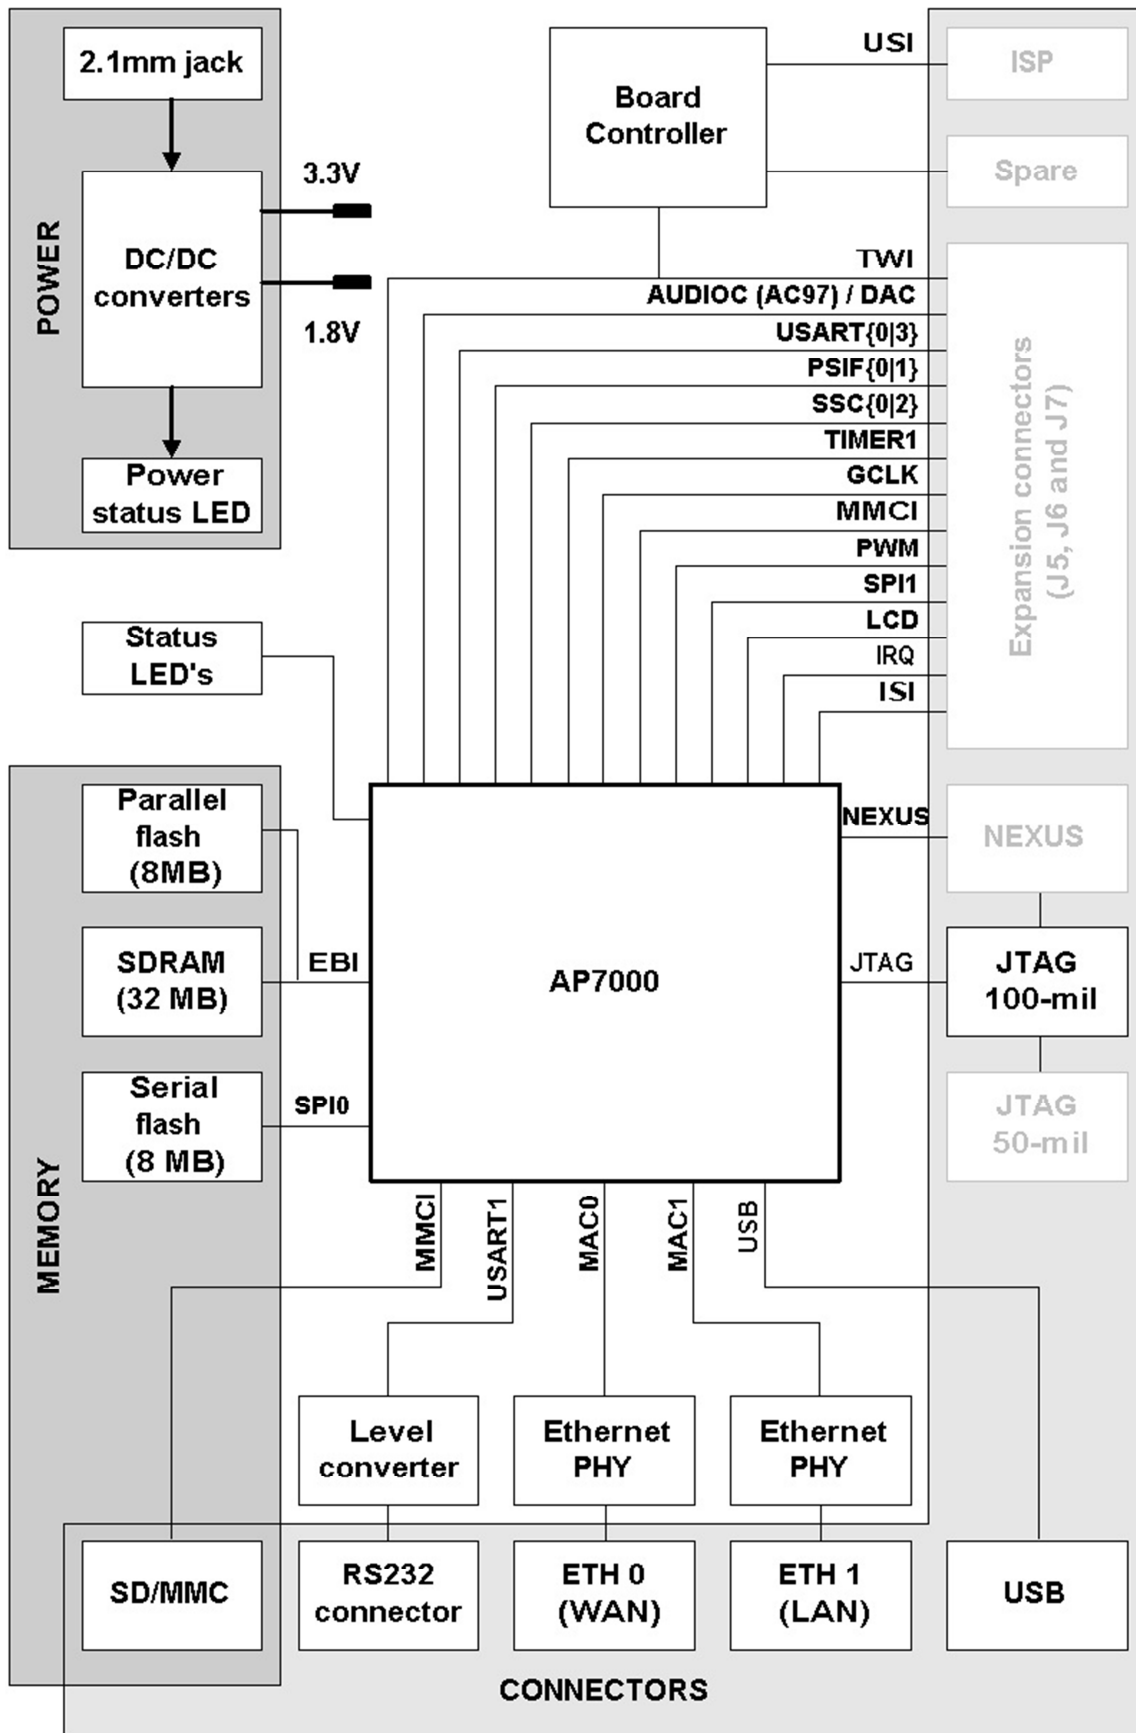 2.1mm jack
POWER
DC/DC
converters
3.3V
1.8V
Power
status LED
Board
Controller
USI
ISP
Spare
TWI
AUDIOC (AC97) / DAC
USART{0|3}
PSIF{0|1}
SSC{0|2}
TIMER1
GCLK
MMCI
PWM
SPI1
LCD
IRQ
ISI
Expansion connectors
(J5, J6 and J7)
Status
LED's
MEMORY
Parallel
flash
(8MB)
SDRAM
(32 MB)
EBI
Serial
flash
(8 MB)
SPI0
AP7000
NEXUS
NEXUS
JTAG
JTAG
100-mil
JTAG
50-mil
MMCI
USART1
MAC0
MAC1
USB
Level
converter
Ethernet
PHY
Ethernet
PHY
SD/MMC
RS232
connector
ETH 0
(WAN)
ETH 1
(LAN)
USB
CONNECTORS